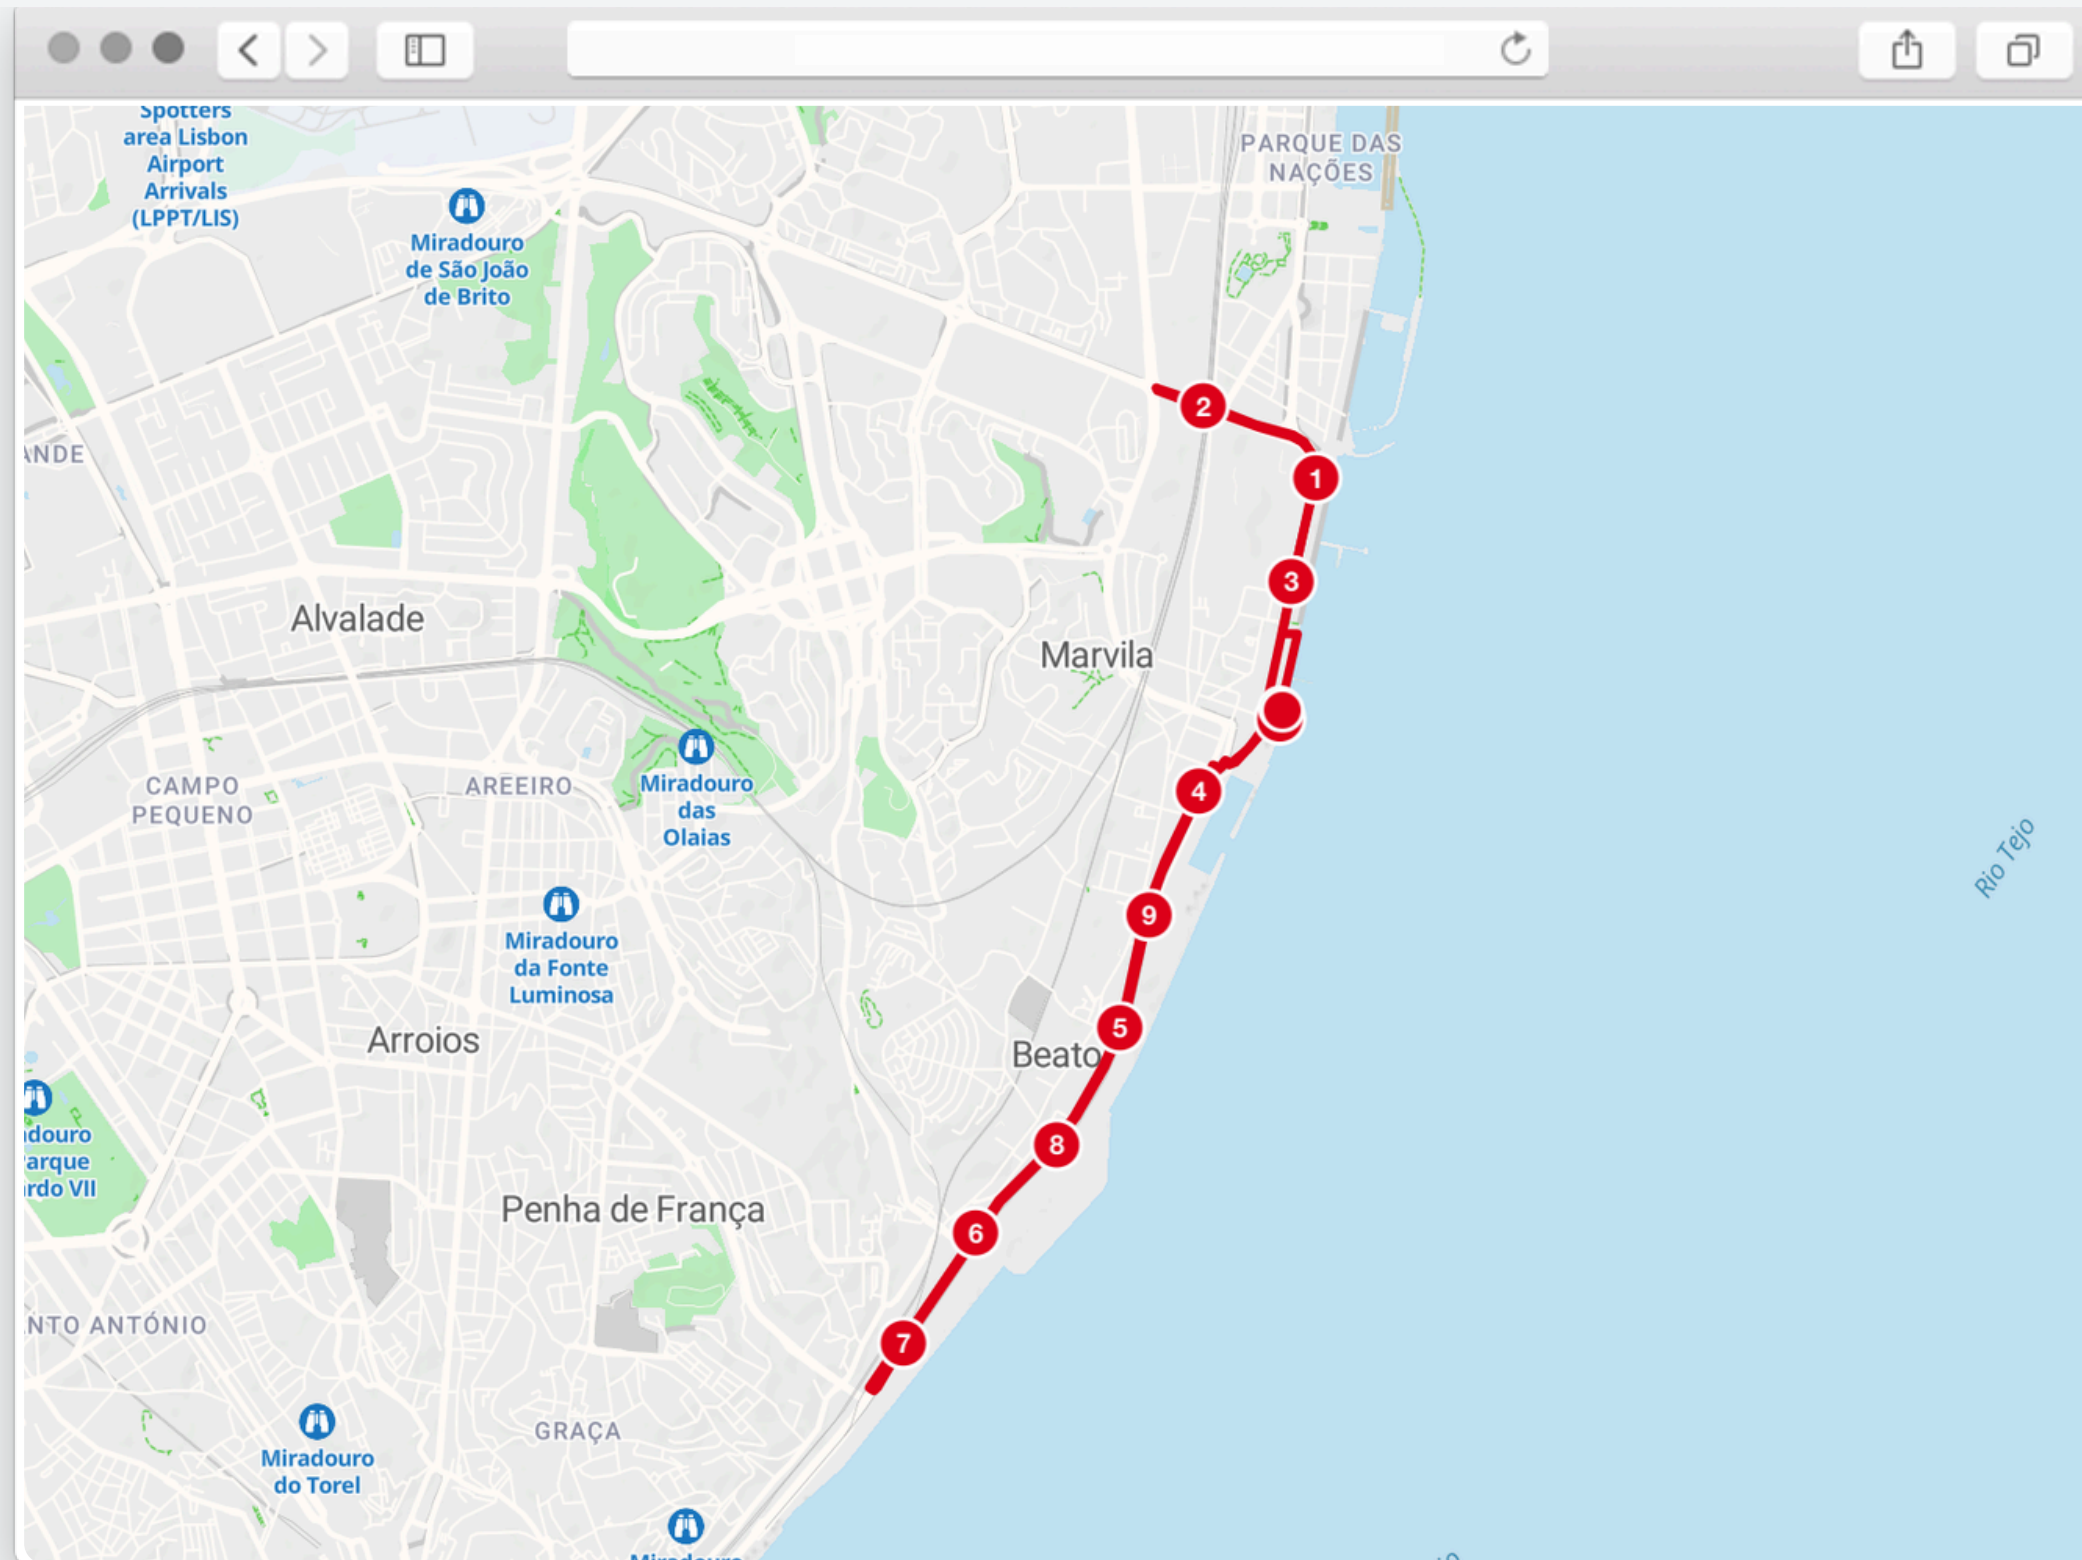 Spotters
area Lisbon
Airport
Arrivals
(LPPT/LIS)
PARQUE DAS
NAÇÕES
Miradouro
de São João
de Brito
2
ANDE
1
3
Alvalade
Marvila
Miradouro
das
Olaias
CAMPO
PEQUENO
AREEIRO
4
Rio Tejo
9
Miradouro
da Fonte
Luminosa
5
Arroios
Beato
8
douro
arque
rdo VII
Penha de França
6
NTO ANTÓNIO
7
GRAÇA
Miradouro
do Torel
Miradouro